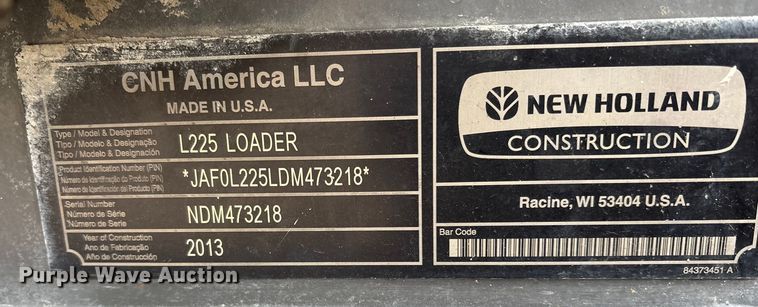 CNH America LLC
MADE IN U.S.A.
Type / Model & Designation
Tipo / Modelo & Designação
Tipo / Modelo & Designación
L225 LOADER
Product Identification Number (PIN)
Número de Identificação do Produto (PIN)
Número de Identificación del Producto (PIN)
*JAF0L225LDM473218*
Serial Number
Número de Série
Número de Série
NDM473218
Year of Construction
Ano de Fabricação
Año de Construcción
2013
NEW HOLLAND
CONSTRUCTION
Racine, WI 53404 U.S.A.
Bar Code
84373451 A
Purple Wave Auction